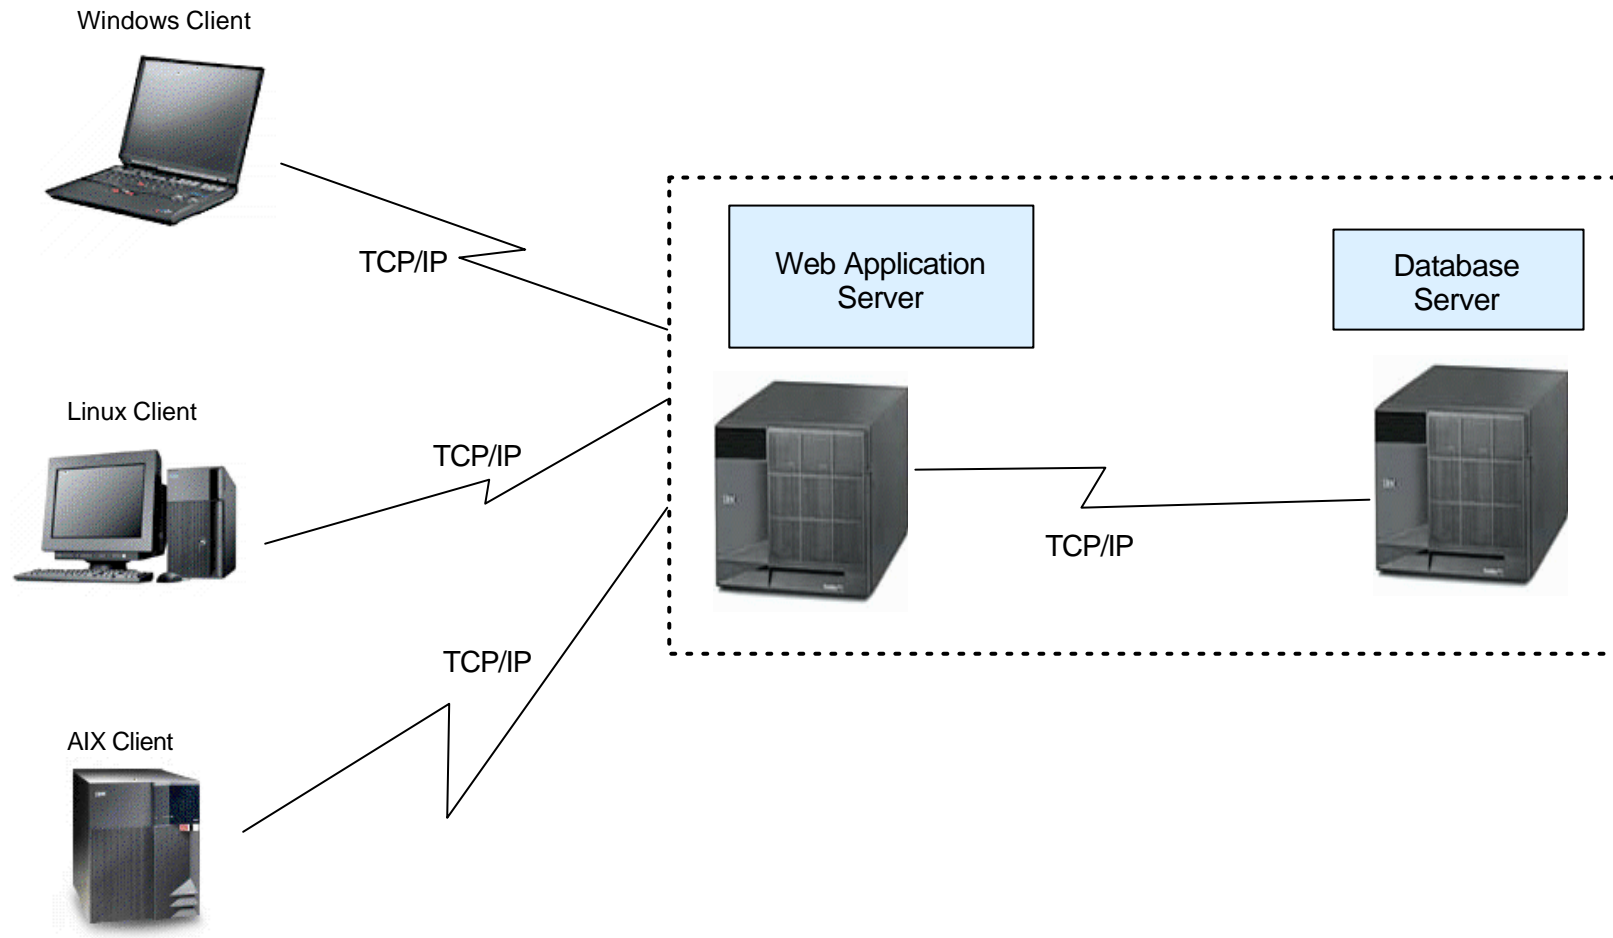 Windows Client
TCP/IP
Web Application
Server
Database
Server
Linux Client
TCP/IP
TCP/IP
TCP/IP
AIX Client